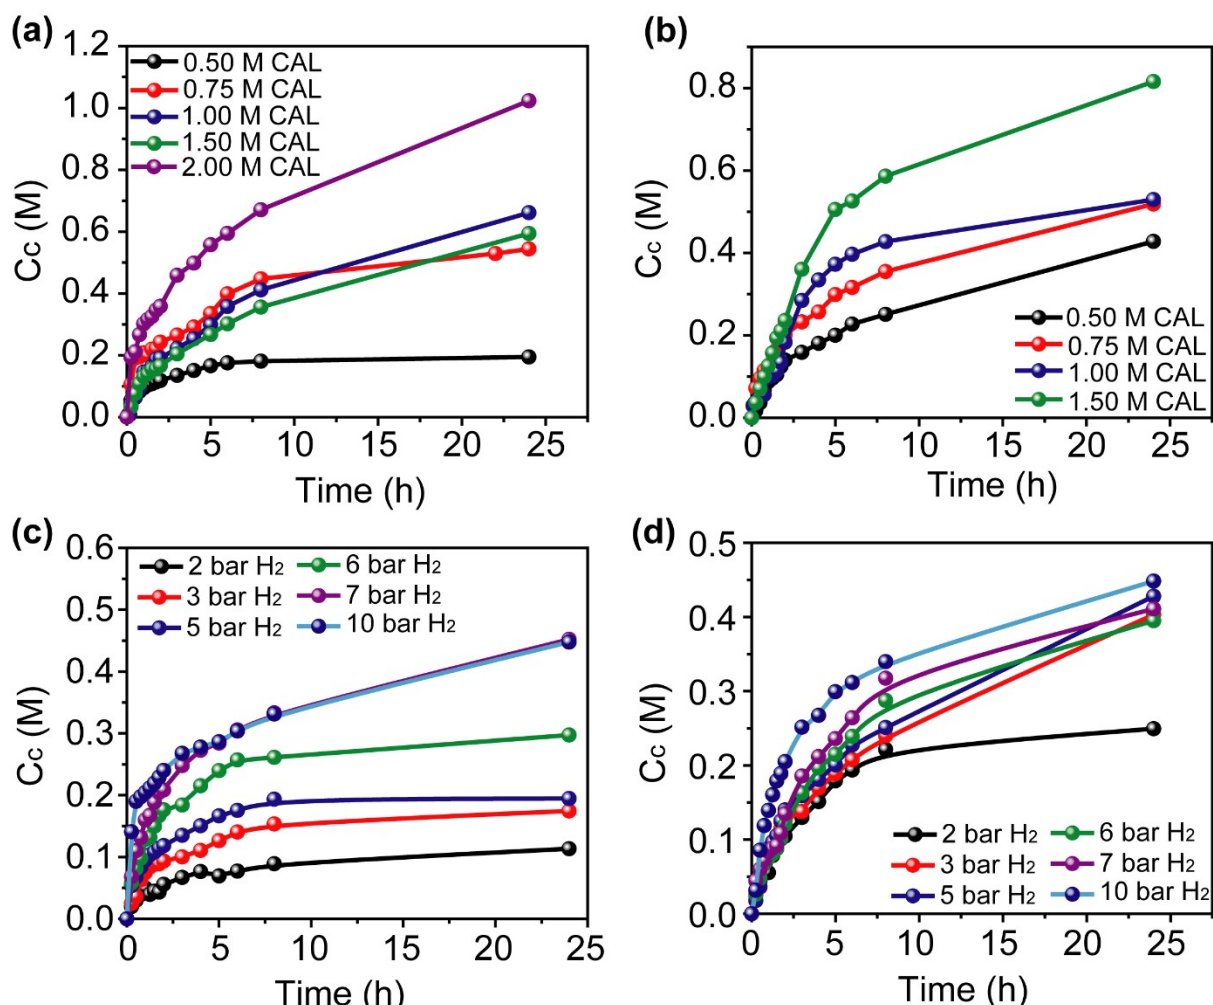 (a)
1.2
1.0
0.8
0.6
0.4
0.2
0.0
Cc (M)
0.50 M CAL
0.75 M CAL
1.00 M CAL
1.50 M CAL
2.00 M CAL
0 5 10 15 20 25
Time (h)
(b)
0.8
0.6
0.4
0.2
0.0
Cc (M)
0.50 M CAL
0.75 M CAL
1.00 M CAL
1.50 M CAL
0 5 10 15 20 25
Time (h)
(c)
0.6
0.5
0.4
0.3
0.2
0.1
0.0
Cc (M)
2 bar H2 6 bar H2
3 bar H2 7 bar H2
5 bar H2 10 bar H2
0 5 10 15 20 25
Time (h)
(d)
0.5
0.4
0.3
0.2
0.1
0.0
Cc (M)
2 bar H2 6 bar H2
3 bar H2 7 bar H2
5 bar H2 10 bar H2
0 5 10 15 20 25
Time (h)